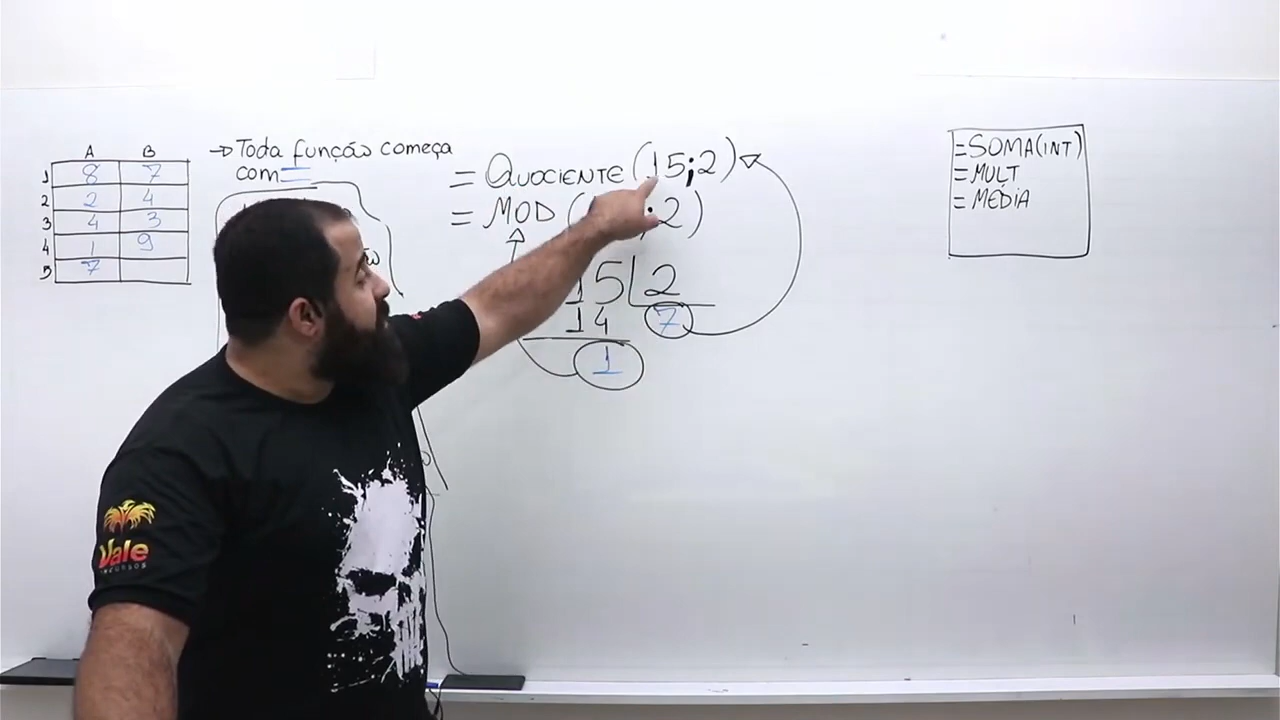 A B
1 8 7
2 2 4
3 4 3
4 1 9
5 7
→ Toda função começa
com =
= QUOCIENTE (15;2)
= MOD ( ;2)
15 2
14 7
1
=SOMA(INT)
=MULT
=MÉDIA
Vale